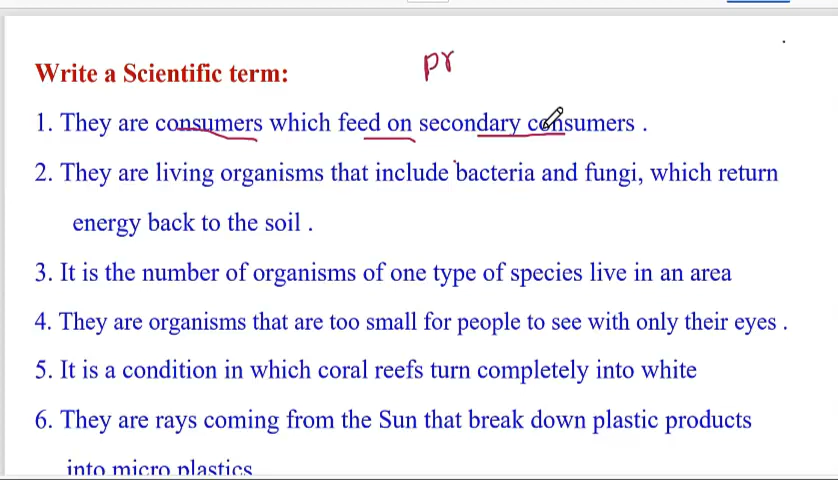 Write a Scientific term:
pr
1. They are consumers which feed on secondary consumers .
2. They are living organisms that include bacteria and fungi, which return
energy back to the soil .
3. It is the number of organisms of one type of species live in an area
4. They are organisms that are too small for people to see with only their eyes .
5. It is a condition in which coral reefs turn completely into white
6. They are rays coming from the Sun that break down plastic products
into micro plastics